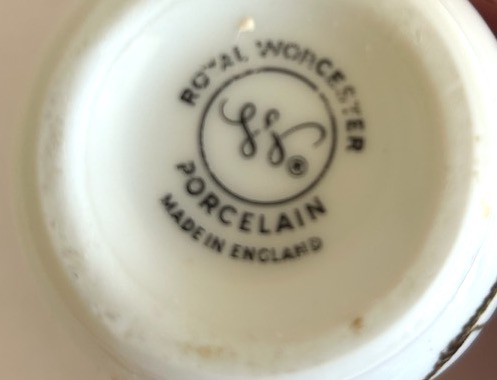 ROYAL WORCESTER
W®
PORCELAIN
MADE IN ENGLAND